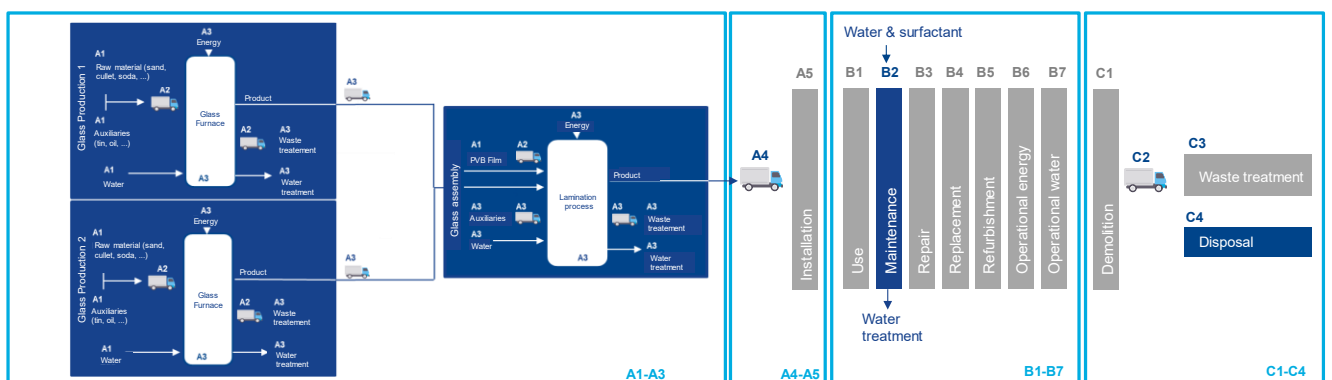 Glass Production 1
A3
Energy
A1
Raw material (sand,
cullet, soda, ...)
A2
A1
Auxiliaries
(tin, oil, ...)
A1
Water
Glass
Furnace
A3
Product
A2
A3
Waste
treatement
A3
Water
treatment
A3
Glass Production 2
A3
Energy
A1
Raw material (sand,
cullet, soda, ...)
A2
A1
Auxiliaries
(tin, oil, ...)
A1
Water
Glass
Furnace
A3
Product
A2
A3
Waste
treatement
A3
Water
treatment
A3
Glass assembly
A3
Energy
A1
PVB Film
A2
A3
Auxiliaries
A3
A3
Water
Lamination
process
A3
Product
A3
A3
Waste
treatement
A3
Water
treatment
A1-A3
A4
A5
Installation
A4-A5
Water & surfactant
B1
B2
B3
B4
B5
B6
B7
Use
Maintenance
Repair
Replacement
Refurbishment
Operational energy
Operational water
Water
treatment
B1-B7
C1
Demolition
C2
C3
Waste treatment
C4
Disposal
C1-C4